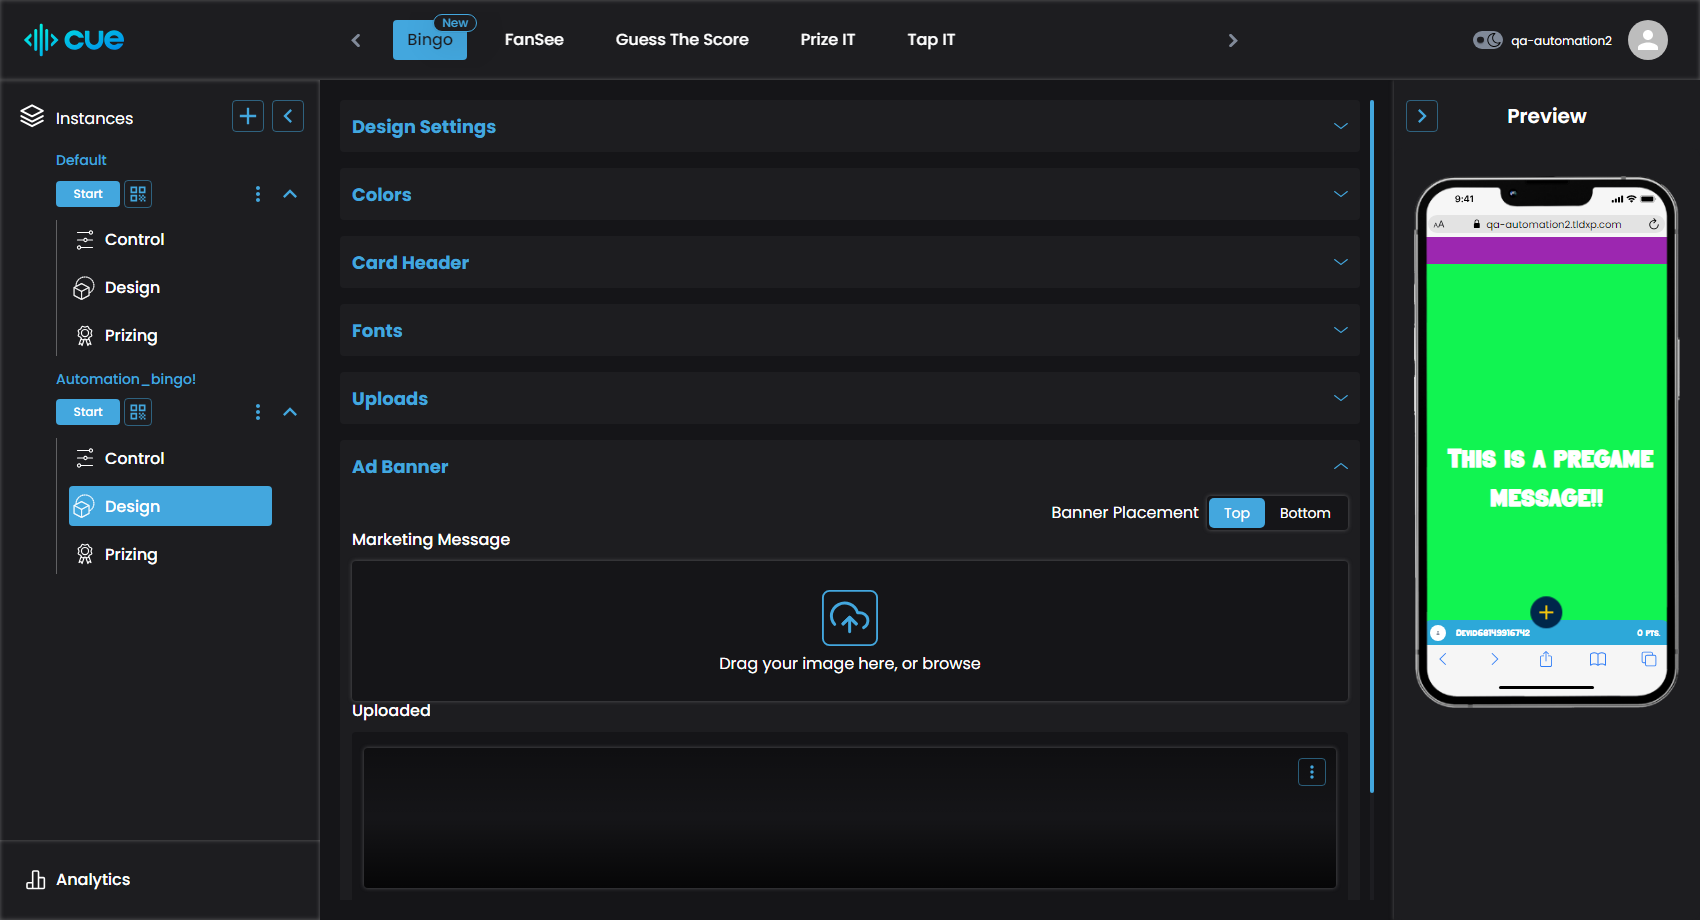 cue
New
Bingo
FanSee
Guess The Score
Prize IT
Tap IT
qa-automation2
Instances
Default
Start
Control
Design
Prizing
Automation_bingo!
Start
Control
Design
Prizing
Analytics
Design Settings
Colors
Card Header
Fonts
Uploads
Ad Banner
Banner Placement Top Bottom
Marketing Message
Drag your image here, or browse
Uploaded
Preview
9:41
AA qa-automation2.tldxp.com
THIS IS A PREGAME
MESSAGE!!
0 PTS.